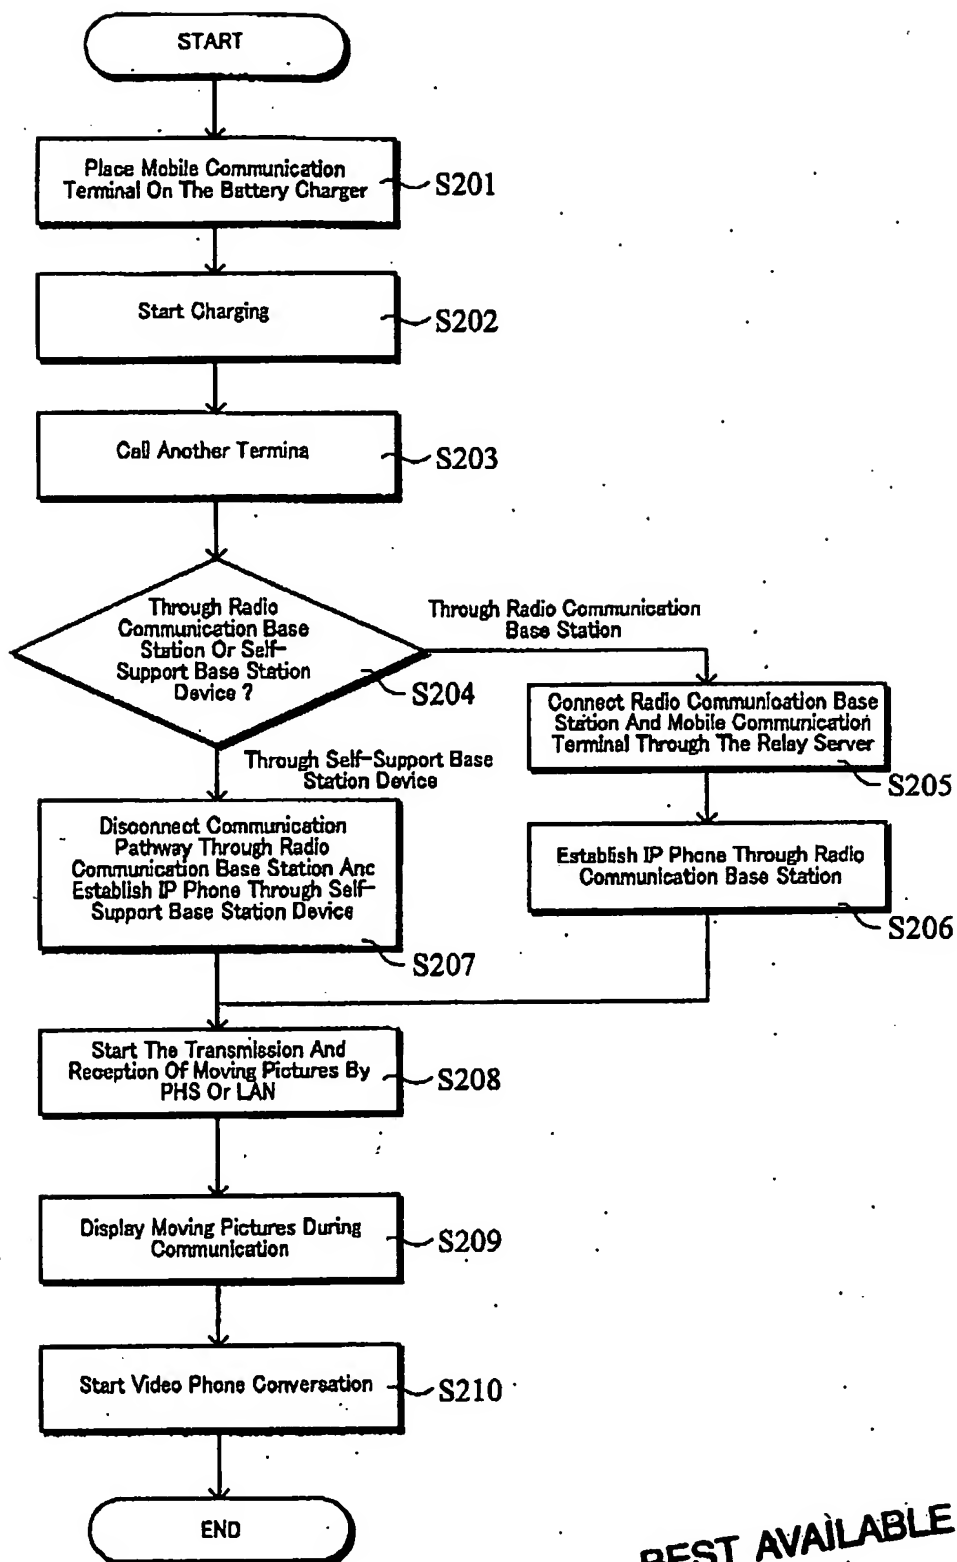 START
Place Mobile Communication
Terminal On The Battery Charger
S201
Start Charging
S202
Call Another Termina
S203
Through Radio
Communication Base
Station Or Self-
Support Base Station
Device ?
S204
Through Radio Communication
Base Station
Connect Radio Communication Base
Station And Mobile Communication
Terminal Through The Relay Server
S205
Establish IP Phone Through Radio
Communication Base Station
S206
Through Self-Support Base
Station Device
Disconnect Communication
Pathway Through Radio
Communication Base Station Anc
Establish IP Phone Through Self-
Support Base Station Device
S207
Start The Transmission And
Reception Of Moving Pictures By
PHS Or LAN
S208
Display Moving Pictures During
Communication
S209
Start Video Phone Conversation
S210
END
BEST AVAILABLE